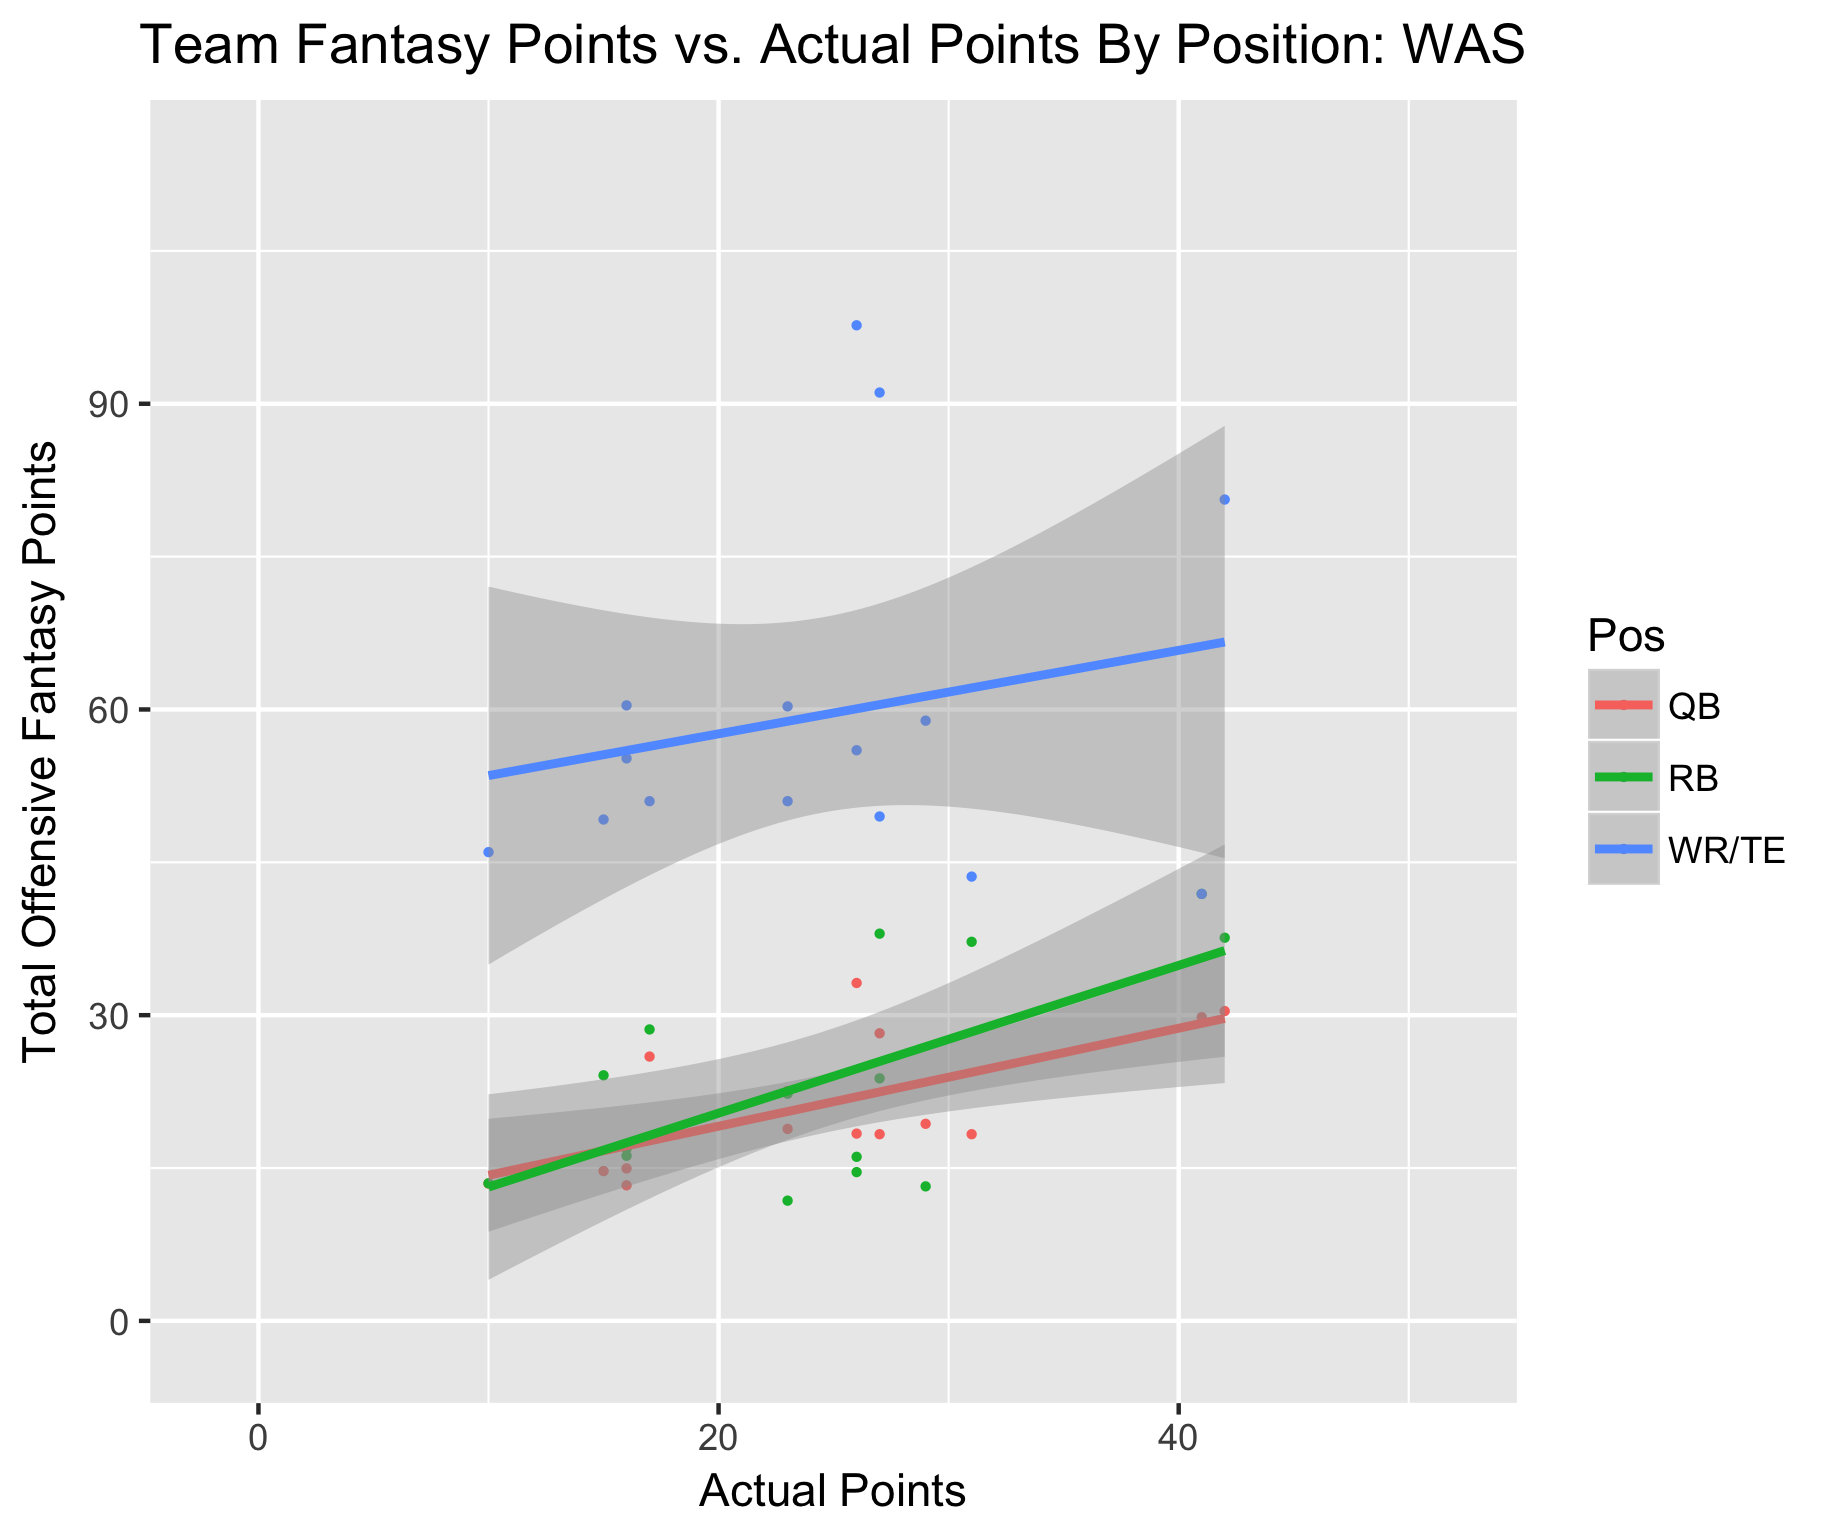 Team Fantasy Points vs. Actual Points By Position: WAS
Total Offensive Fantasy Points
90
60
30
0
0 20 40
Actual Points
Pos
QB
RB
WR/TE